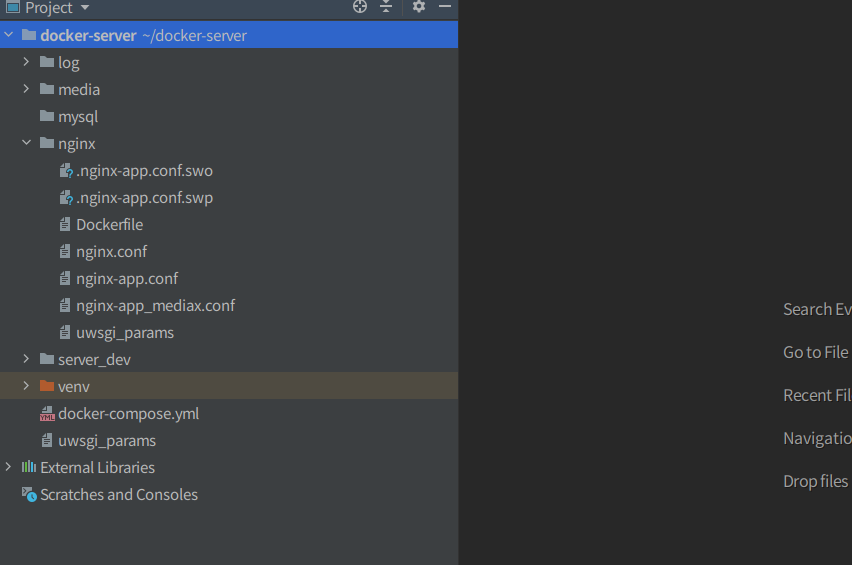 Project
docker-server ~/docker-server
log
media
mysql
nginx
.nginx-app.conf.swo
.nginx-app.conf.swp
Dockerfile
nginx.conf
nginx-app.conf
nginx-app_mediax.conf
uwsgi_params
server_dev
venv
docker-compose.yml
uwsgi_params
External Libraries
Scratches and Consoles
Search Ev
Go to File
Recent Fil
Navigatio
Drop files